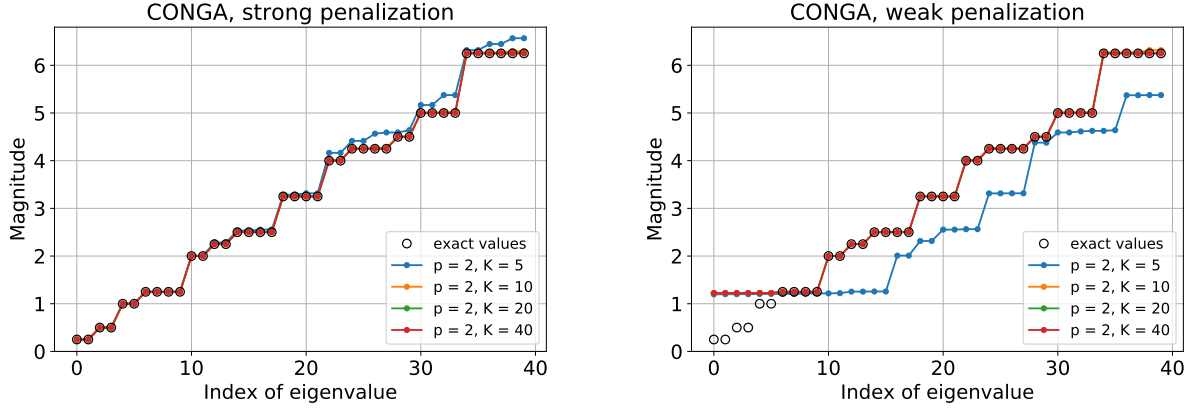 CONGA, strong penalization
Magnitude
6
5
4
3
2
1
0
0 10 20 30 40
Index of eigenvalue
exact values
p = 2, K = 5
p = 2, K = 10
p = 2, K = 20
p = 2, K = 40
CONGA, weak penalization
Magnitude
6
5
4
3
2
1
0
0 10 20 30 40
Index of eigenvalue
exact values
p = 2, K = 5
p = 2, K = 10
p = 2, K = 20
p = 2, K = 40